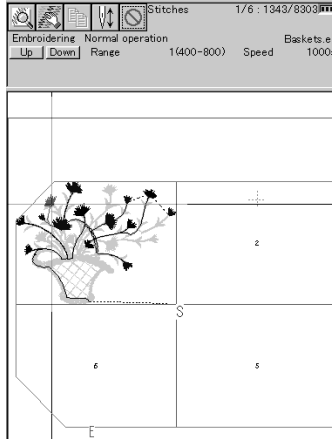 Stitches 1/6 : 1343/8303
Embroidering Normal operation Baskets.e
Up Down Range 1(400-800) Speed 1000
2
S
6 5
E